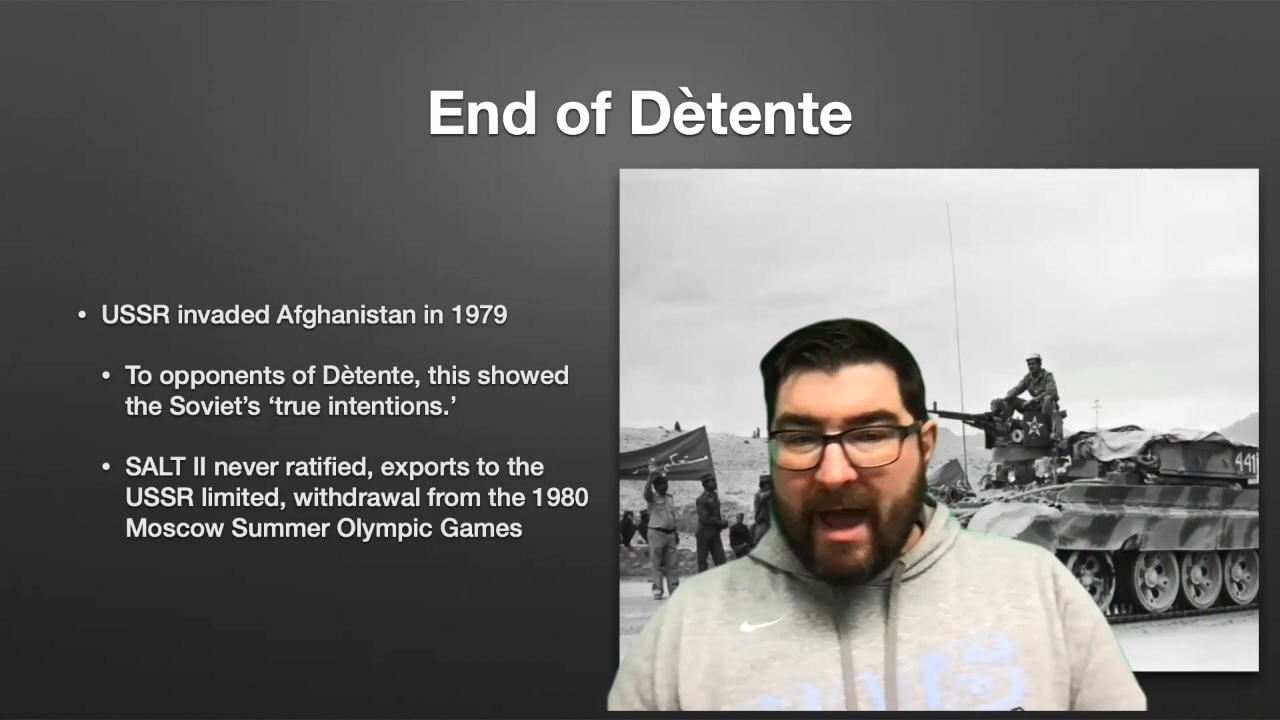 End of Dètente
• USSR invaded Afghanistan in 1979
• To opponents of Dètente, this showed
the Soviet’s ‘true intentions.’
• SALT II never ratified, exports to the
USSR limited, withdrawal from the 1980
Moscow Summer Olympic Games
441